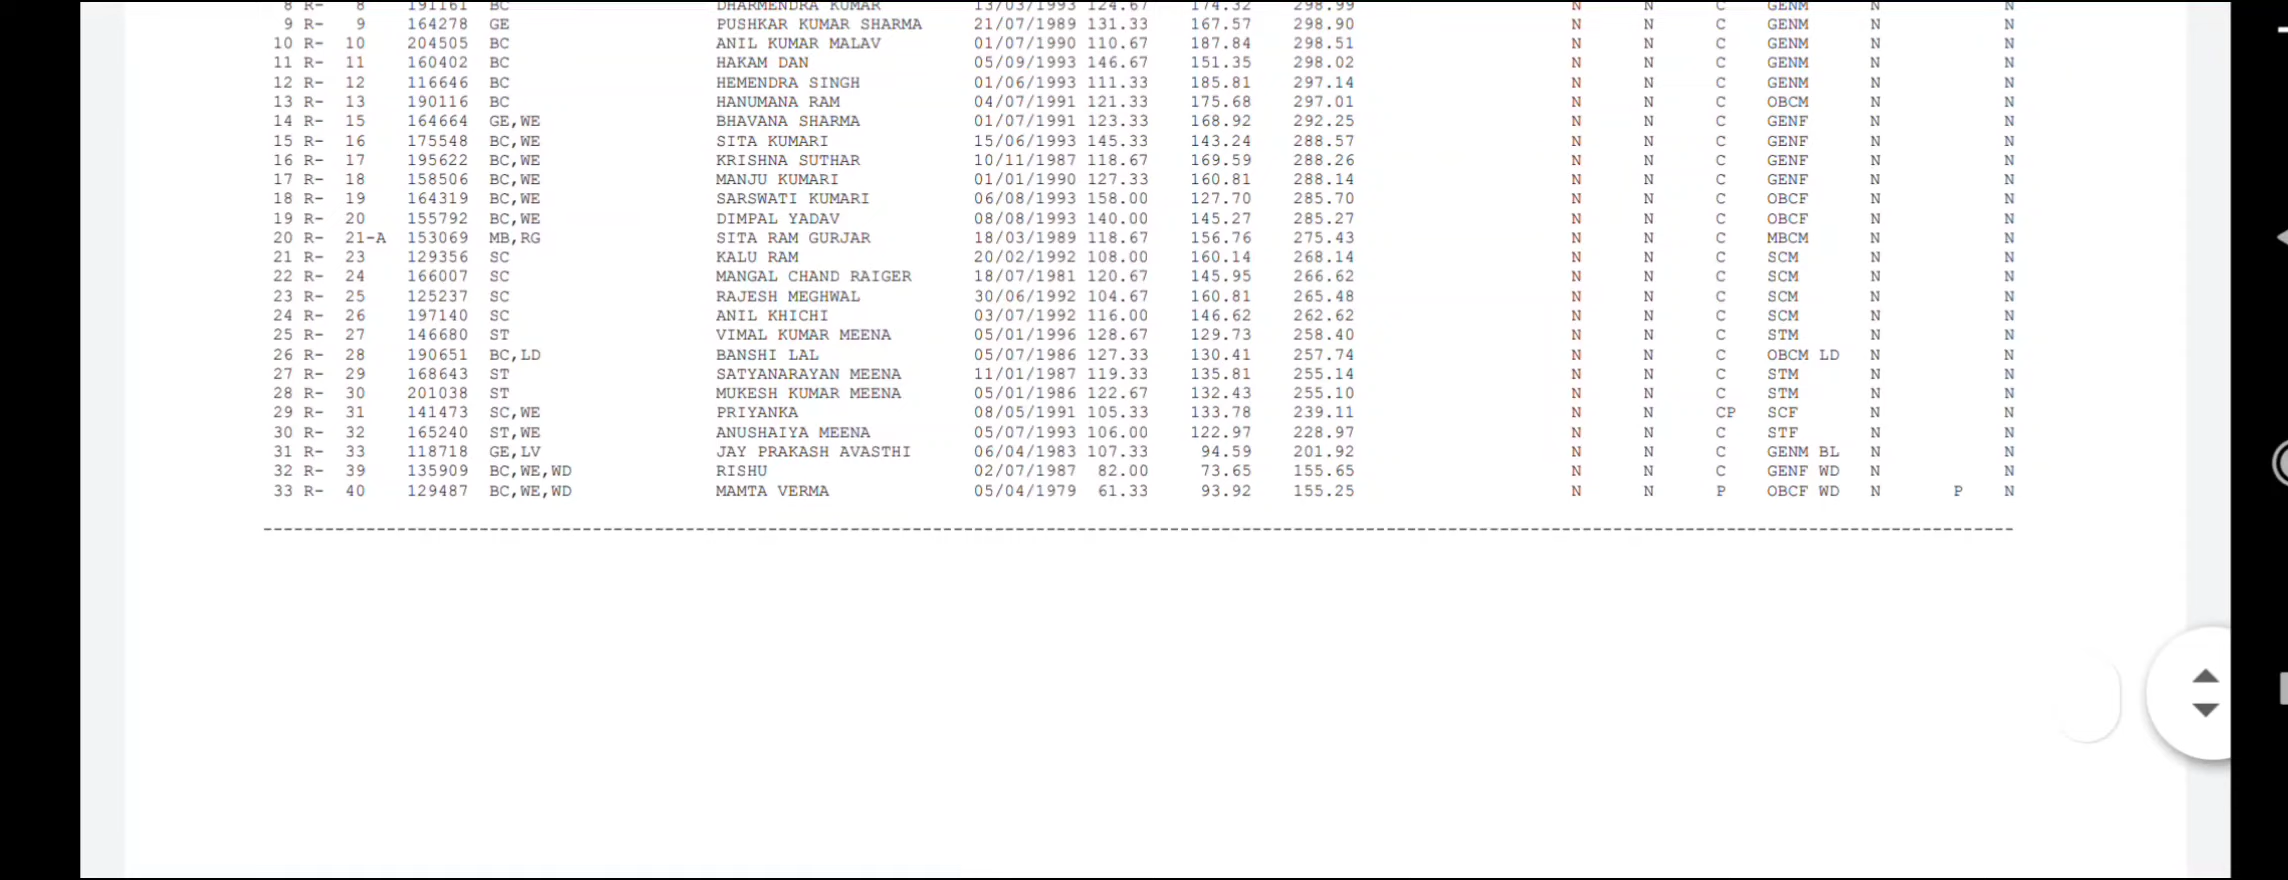 8 R- 8 191161 BC DHARMENDRA KUMAR 13/03/1993 124.67 174.32 298.99 N N C GENM N N
9 R- 9 164278 GE PUSHKAR KUMAR SHARMA 21/07/1989 131.33 167.57 298.90 N N C GENM N N
10 R- 10 204505 BC ANIL KUMAR MALAV 01/07/1990 110.67 187.84 298.51 N N C GENM N N
11 R- 11 160402 BC HAKAM DAN 05/09/1993 146.67 151.35 298.02 N N C GENM N N
12 R- 12 116646 BC HEMENDRA SINGH 01/06/1993 111.33 185.81 297.14 N N C GENM N N
13 R- 13 190116 BC HANUMANA RAM 04/07/1991 121.33 175.68 297.01 N N C OBCM N N
14 R- 15 164664 GE,WE BHAVANA SHARMA 01/07/1991 123.33 168.92 292.25 N N C GENF N N
15 R- 16 175548 BC,WE SITA KUMARI 15/06/1993 145.33 143.24 288.57 N N C GENF N N
16 R- 17 195622 BC,WE KRISHNA SUTHAR 10/11/1987 118.67 169.59 288.26 N N C GENF N N
17 R- 18 158506 BC,WE MANJU KUMARI 01/01/1990 127.33 160.81 288.14 N N C GENF N N
18 R- 19 164319 BC,WE SARSWATI KUMARI 06/08/1993 158.00 127.70 285.70 N N C OBCF N N
19 R- 20 155792 BC,WE DIMPAL YADAV 08/08/1993 140.00 145.27 285.27 N N C OBCF N N
20 R- 21-A 153069 MB,RG SITA RAM GURJAR 18/03/1989 118.67 156.76 275.43 N N C MBCM N N
21 R- 23 129356 SC KALU RAM 20/02/1992 108.00 160.14 268.14 N N C SCM N N
22 R- 24 166007 SC MANGAL CHAND RAIGER 18/07/1981 120.67 145.95 266.62 N N C SCM N N
23 R- 25 125237 SC RAJESH MEGHWAL 30/06/1992 104.67 160.81 265.48 N N C SCM N N
24 R- 26 197140 SC ANIL KHICHI 03/07/1992 116.00 146.62 262.62 N N C SCM N N
25 R- 27 146680 ST VIMAL KUMAR MEENA 05/01/1996 128.67 129.73 258.40 N N C STM N N
26 R- 28 190651 BC,LD BANSHI LAL 05/07/1986 127.33 130.41 257.74 N N C OBCM LD N N
27 R- 29 168643 ST SATYANARAYAN MEENA 11/01/1987 119.33 135.81 255.14 N N C STM N N
28 R- 30 201038 ST MUKESH KUMAR MEENA 05/01/1986 122.67 132.43 255.10 N N C STM N N
29 R- 31 141473 SC,WE PRIYANKA 08/05/1991 105.33 133.78 239.11 N N CP SCF N N
30 R- 32 165240 ST,WE ANUSHAIYA MEENA 05/07/1993 106.00 122.97 228.97 N N C STF N N
31 R- 33 118718 GE,LV JAY PRAKASH AVASTHI 06/04/1983 107.33 94.59 201.92 N N C GENM BL N N
32 R- 39 135909 BC,WE,WD RISHU 02/07/1987 82.00 73.65 155.65 N N C GENF WD N N
33 R- 40 129487 BC,WE,WD MAMTA VERMA 05/04/1979 61.33 93.92 155.25 N N P OBCF WD N P N